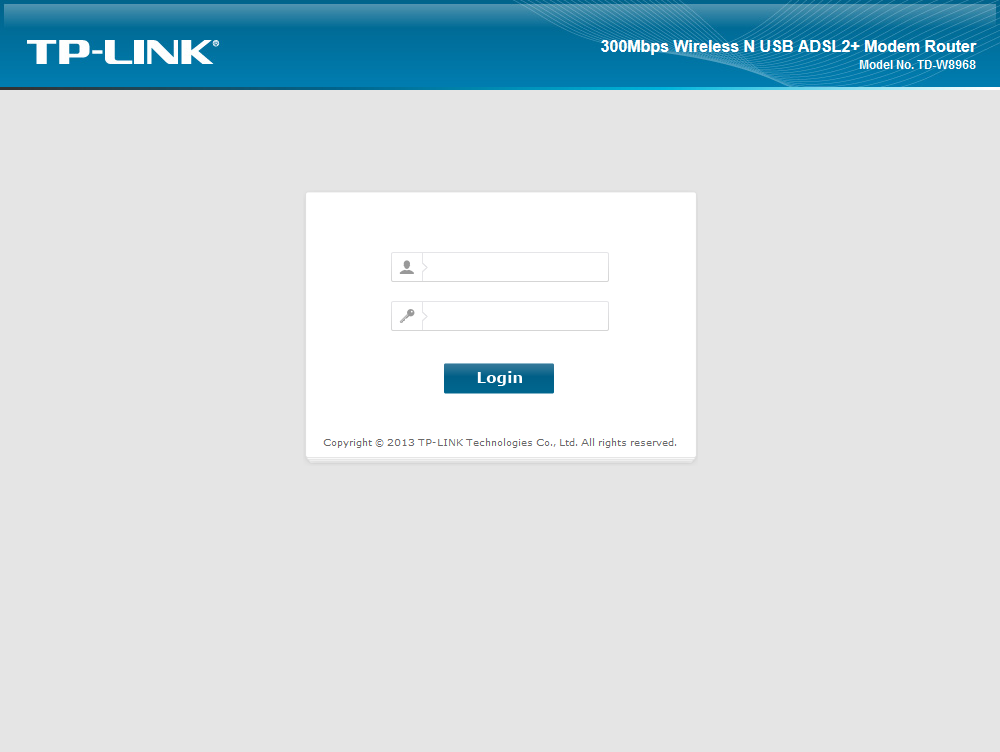 TP-LINK®
300Mbps Wireless N USB ADSL2+ Modem Router
Model No. TD-W8968
Login
Copyright © 2013 TP-LINK Technologies Co., Ltd. All rights reserved.